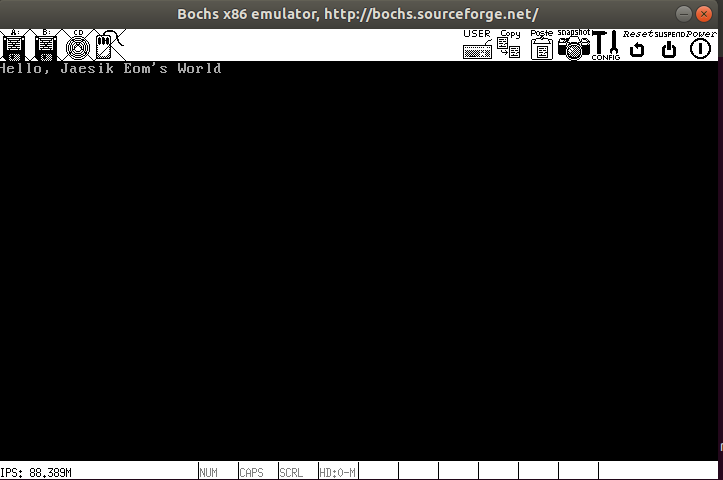 Bochs x86 emulator, http://bochs.sourceforge.net/
A: B: CD USER Copy Paste snapshot CONFIG Reset SUSPEND Power
Hello, Jaesik Eom's World
IPS: 88.389M NUM CAPS SCRL HD:0-M